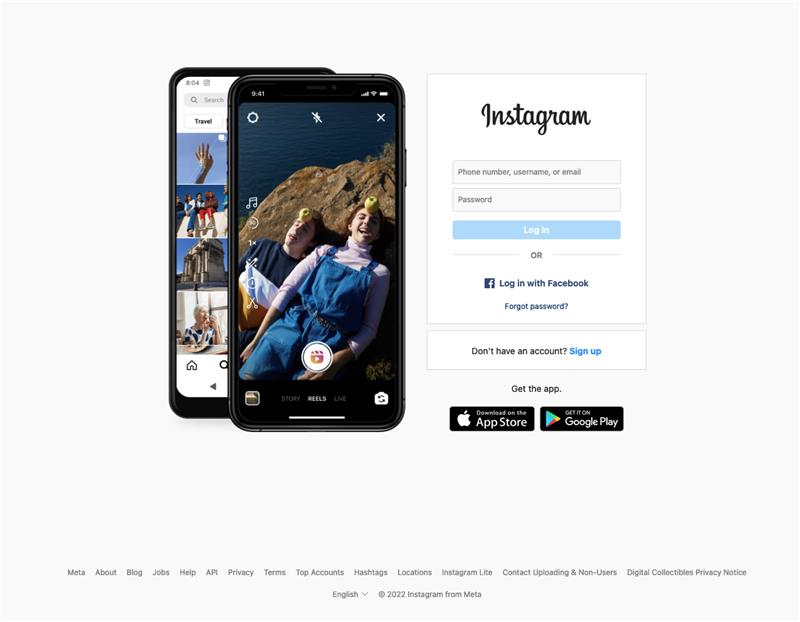 8:04
Search
Travel
9:41
1×
STORY REELS LIVE
Instagram
Phone number, username, or email
Password
Log in
OR
Log in with Facebook
Forgot password?
Don't have an account? Sign up
Get the app.
Download on the
App Store
GET IT ON
Google Play
Meta About Blog Jobs Help API Privacy Terms Top Accounts Hashtags Locations Instagram Lite Contact Uploading & Non-Users Digital Collectibles Privacy Notice
English © 2022 Instagram from Meta